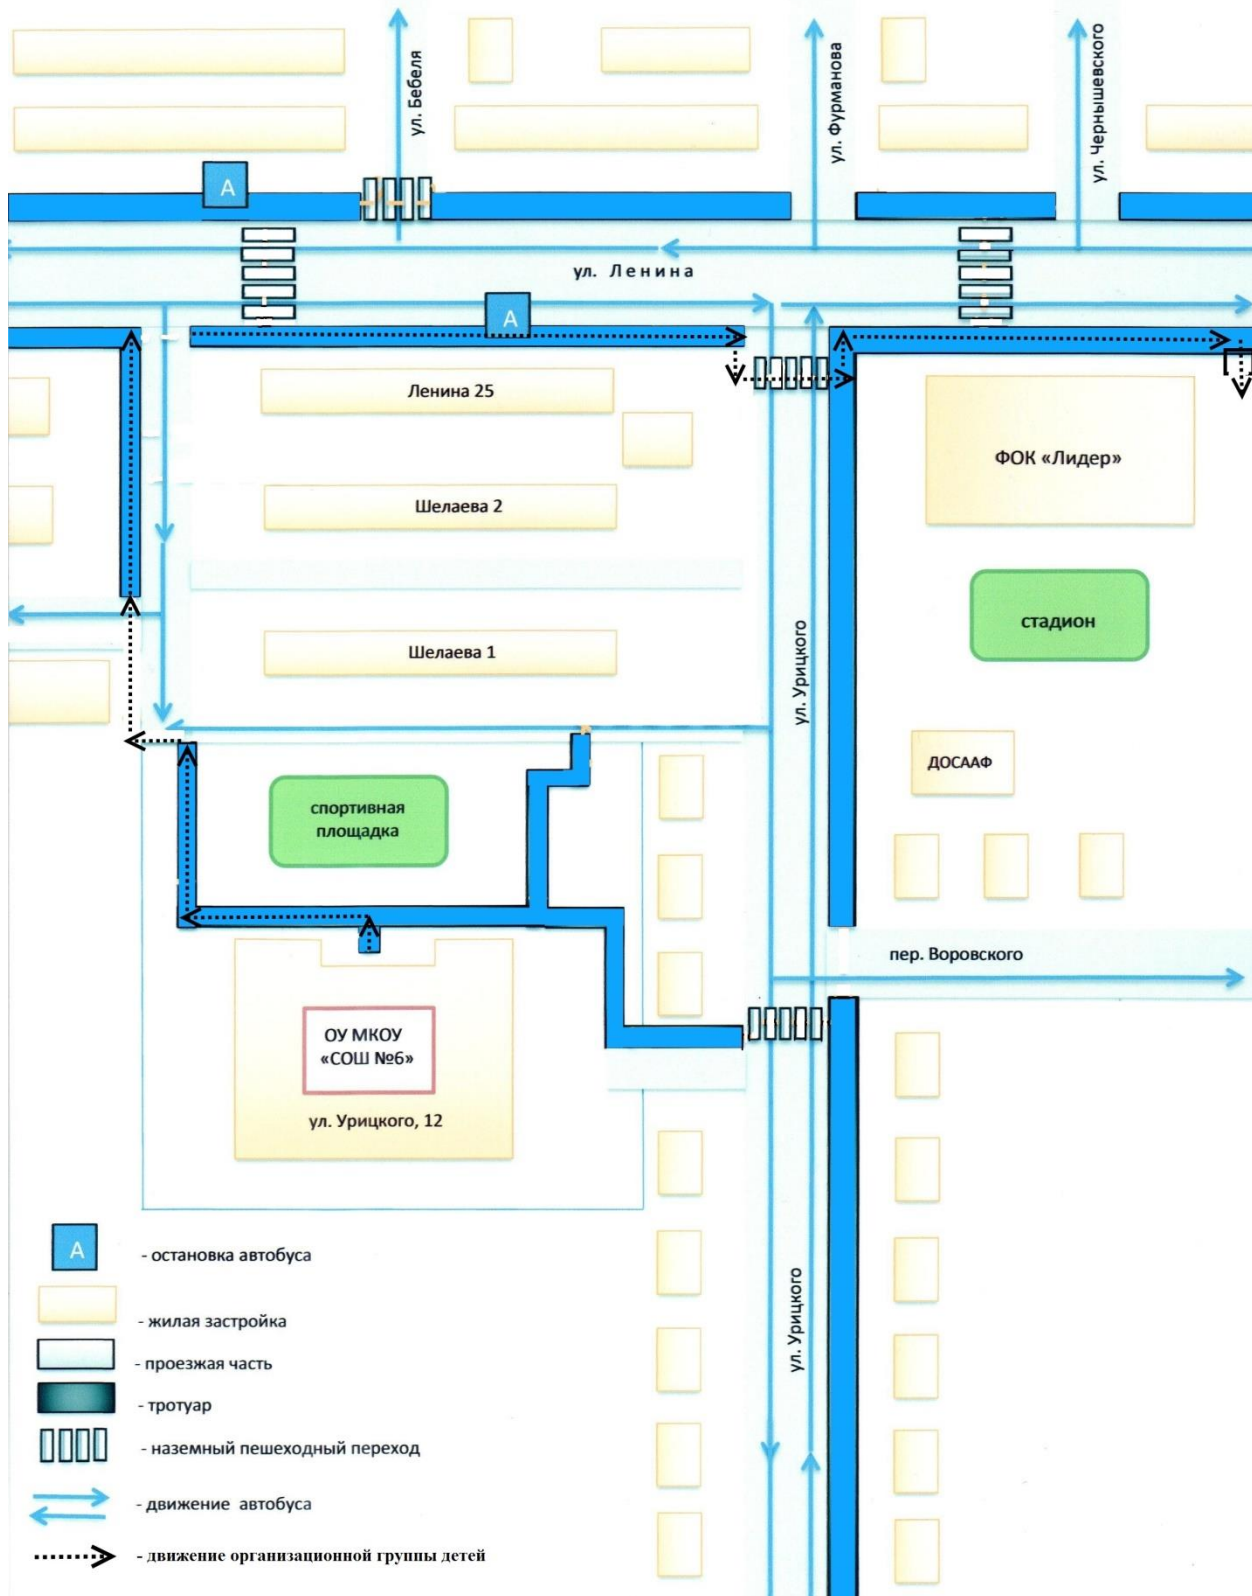 ул. Бебеля
ул. Фурманова
ул. Чернышевского
А
ул. Ленина
А
Ленина 25
ФОК «Лидер»
Шелаева 2
стадион
Шелаева 1
ул. Урицкого
ДОСААФ
спортивная
площадка
пер. Воровского
ОУ МКОУ
«СОШ №6»
ул. Урицкого, 12
А
- остановка автобуса
- жилая застройка
- проезжая часть
- тротуар
- наземный пешеходный переход
- движение автобуса
- движение организационной группы детей
ул. Урицкого